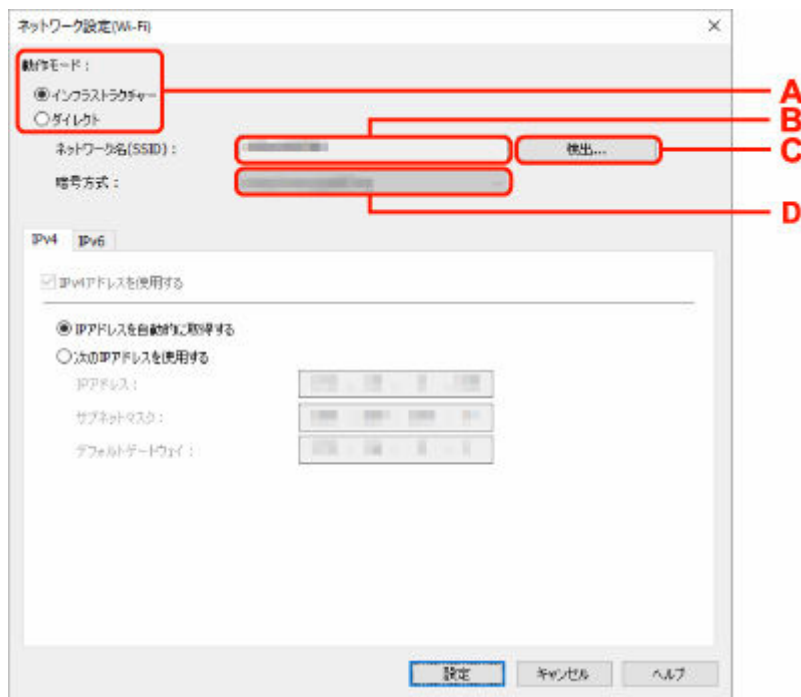 ネットワーク設定(Wi-Fi)
動作モード：
インフラストラクチャー
A
ダイレクト
B
ネットワーク名(SSID)：
検出...
C
暗号方式：
D
IPv4 IPv6
IPv4アドレスを使用する
IPアドレスを自動的に取得する
次のIPアドレスを使用する
IPアドレス：
サブネットマスク：
デフォルトゲートウェイ：
設定 キャンセル ヘルプ